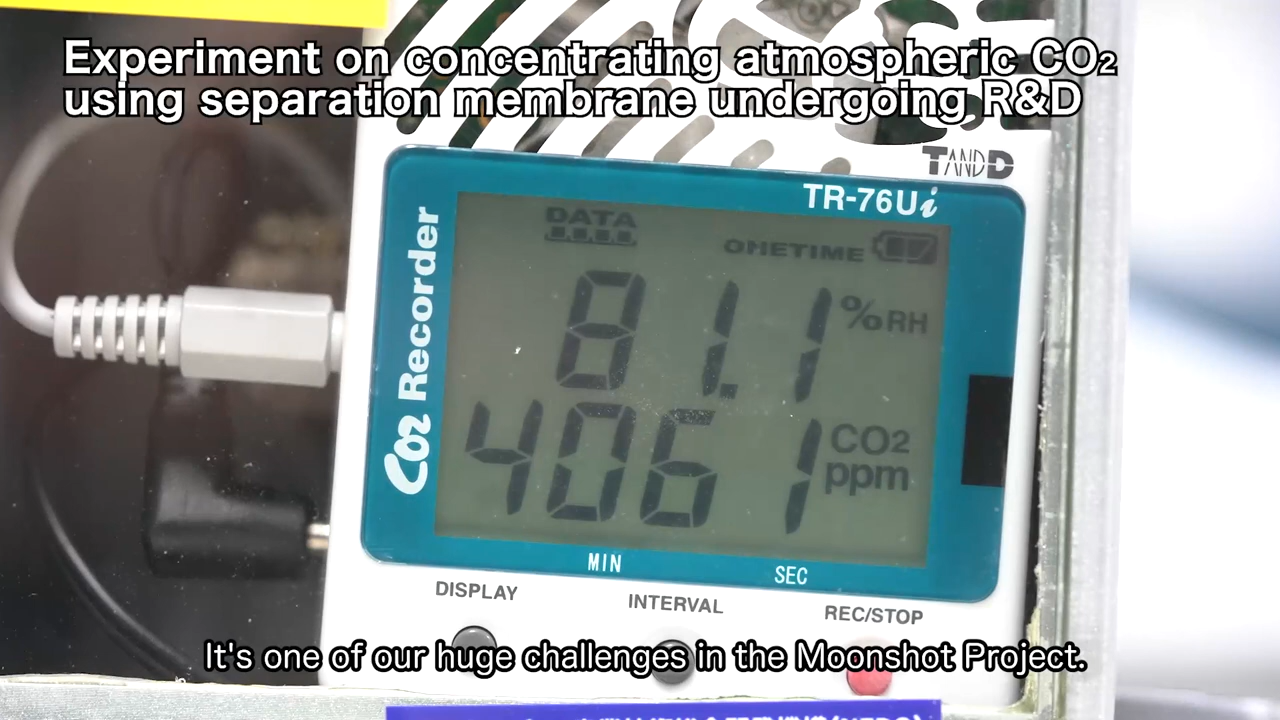 Experiment on concentrating atmospheric CO2
using separation membrane undergoing R&D
TANDD
TR-76Ui
CO2 Recorder
DATA
ONETIME
81.1 %RH
4061 CO2 ppm
MIN SEC
DISPLAY INTERVAL REC/STOP
It's one of our huge challenges in the Moonshot Project.